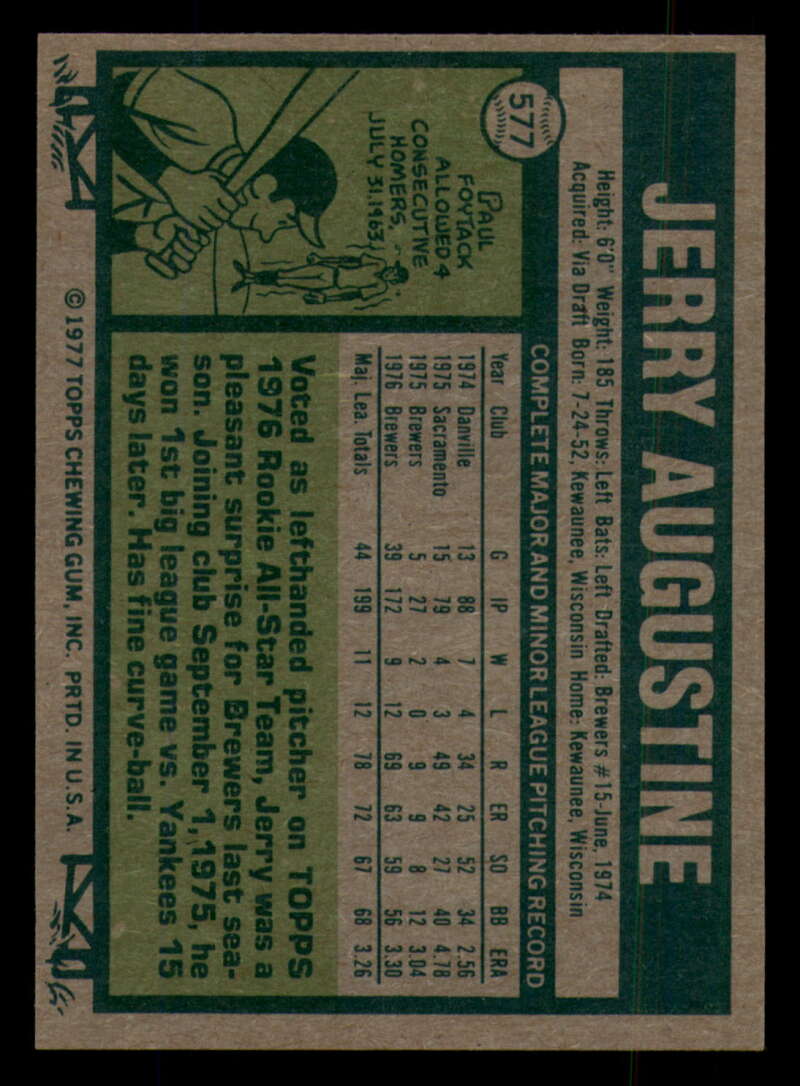 577
JERRY AUGUSTINE
Height: 6'0" Weight: 185 Throws: Left Bats: Left Drafted: Brewers #15-June, 1974
Acquired: Via Draft Born: 7-24-52, Kewaunee, Wisconsin Home: Kewaunee, Wisconsin
COMPLETE MAJOR AND MINOR LEAGUE PITCHING RECORD
Year Club G IP W L R ER SO BB ERA
1974 Danville 13 88 7 4 34 25 52 34 2.56
1975 Sacramento 15 79 4 3 49 42 27 40 4.78
1975 Brewers 5 27 2 0 9 9 8 12 3.04
1976 Brewers 39 172 9 12 69 63 59 56 3.30
Maj. Lea. Totals 44 199 11 12 78 72 67 68 3.26
PAUL
FOYTACK
ALLOWED 4
CONSECUTIVE
HOMERS,
JULY 31, 1963.
Voted as lefthanded pitcher on TOPPS
1976 Rookie All-Star Team, Jerry was a
pleasant surprise for Brewers last sea-
son. Joining club September 1, 1975, he
won 1st big league game vs. Yankees 15
days later. Has fine curve-ball.
© 1977 TOPPS CHEWING GUM, INC. PRTD. IN U.S.A.